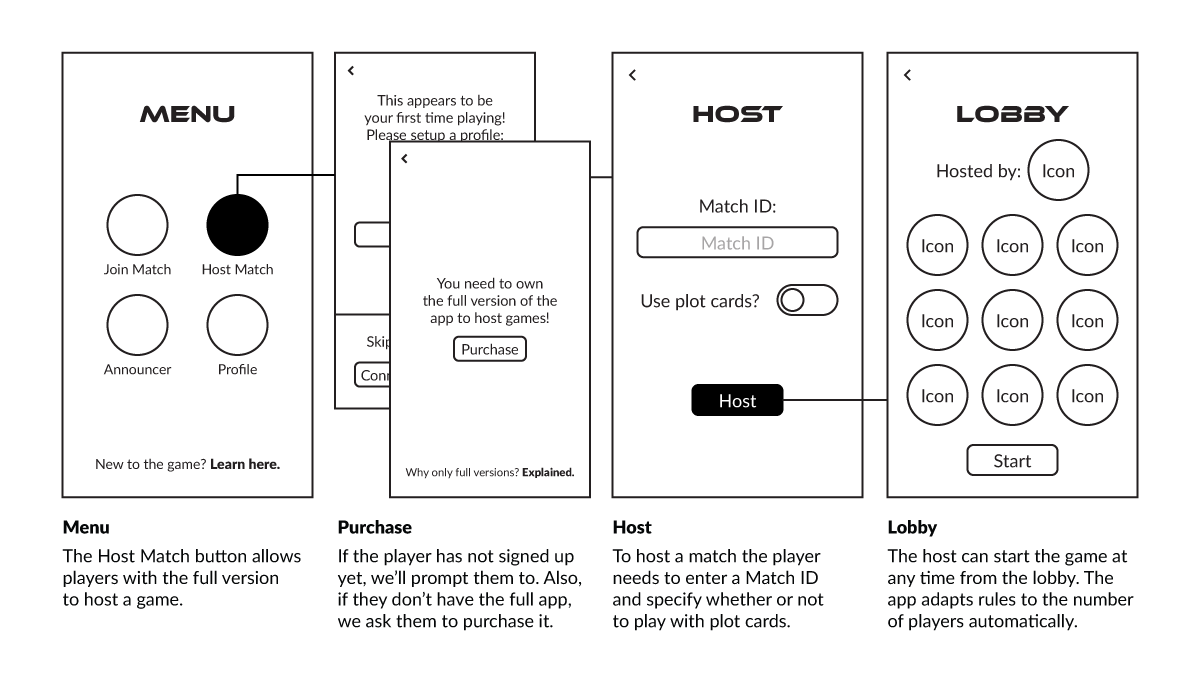 MENU
Join Match
Host Match
Announcer
Profile
New to the game? Learn here.
This appears to be
your first time playing!
Please setup a profile:
You need to own
the full version of the
app to host games!
Purchase
Why only full versions? Explained.
HOST
Match ID:
Match ID
Use plot cards?
Host
LOBBY
Hosted by: Icon
Icon Icon Icon
Icon Icon Icon
Icon Icon Icon
Start
Menu
The Host Match button allows
players with the full version
to host a game.
Purchase
If the player has not signed up
yet, we’ll prompt them to. Also,
if they don’t have the full app,
we ask them to purchase it.
Host
To host a match the player
needs to enter a Match ID
and specify whether or not
to play with plot cards.
Lobby
The host can start the game at
any time from the lobby. The
app adapts rules to the number
of players automatically.